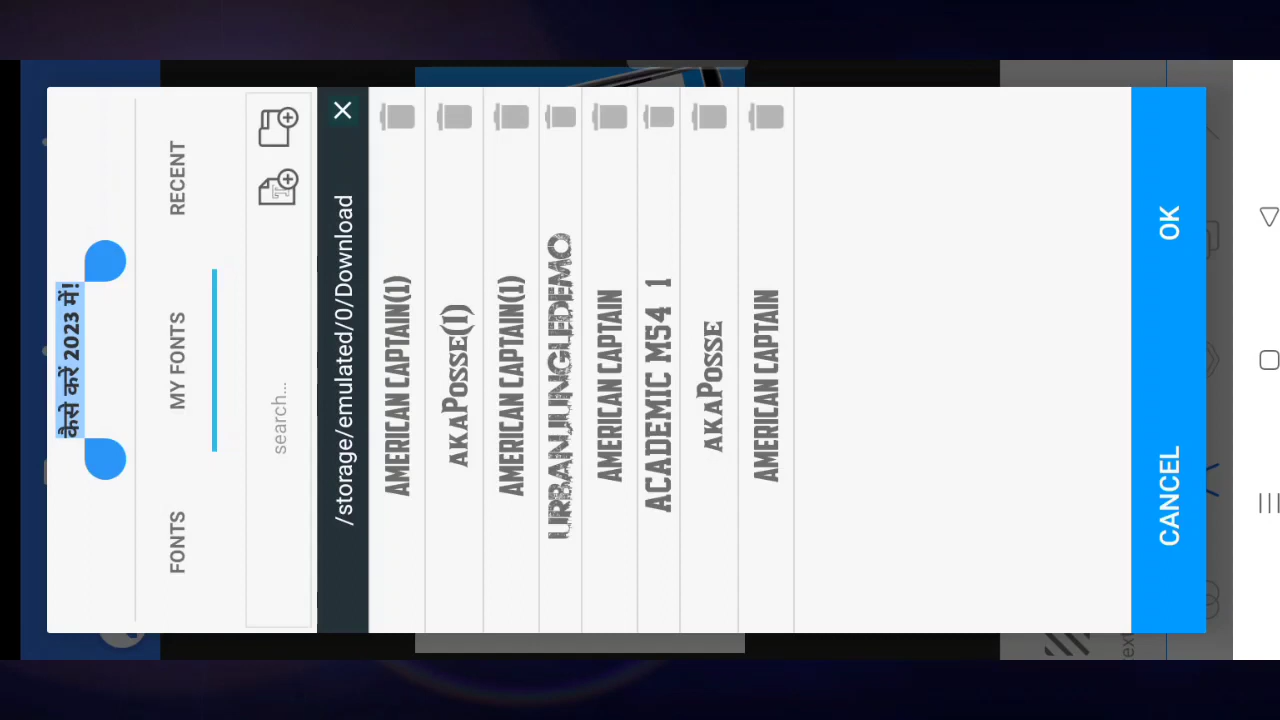 कैसे करें 2023 में!
FONTS
MY FONTS
RECENT
search...
/storage/emulated/0/Download
AMERICAN CAPTAIN(1)
AKAPOSSE(1)
AMERICAN CAPTAIN(1)
URBANJUNGLEDEMO
AMERICAN CAPTAIN
ACADEMIC M54 1
AKAPOSSE
AMERICAN CAPTAIN
CANCEL
OK